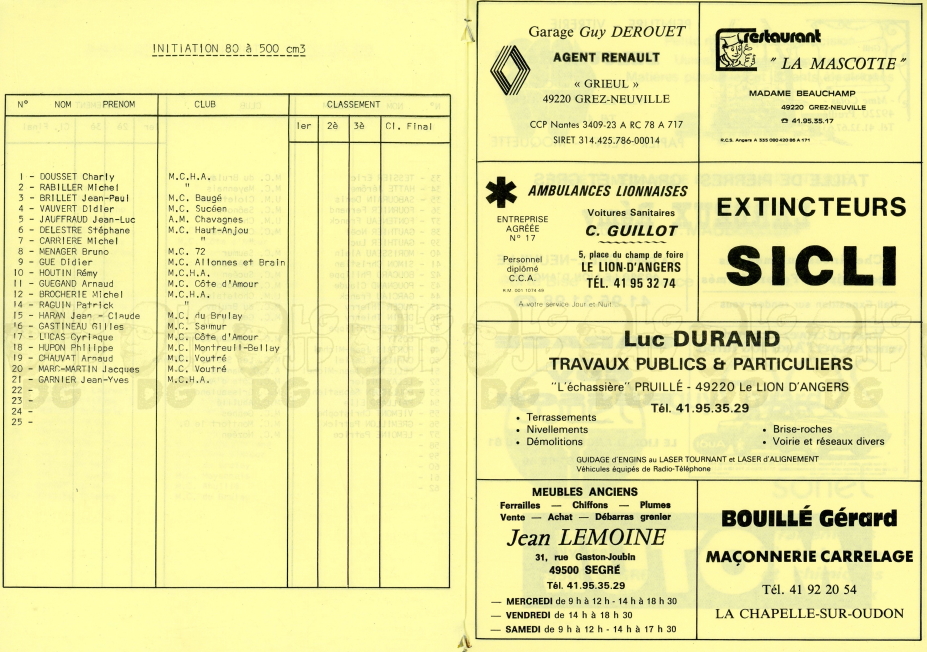 INITIATION 80 à 500 cm3
N° NOM PRENOM CLUB CLASSEMENT
1er 2è 3è Cl. Final
1 - DOUSSET Charly M.C.H.A.
2 - RABILLER Michel "
3 - BRILLET Jean-Paul M.C. Baugé
4 - VAUVERT Didier M.C. Sucéen
5 - JAUFFRAUD Jean-Luc A.M. Chavagnes
6 - DELESTRE Stéphane M.C. Haut-Anjou
7 - CARRIERE Michel "
8 - MENAGER Bruno M.C. 72
9 - GUE Didier M.C. Allonnes et Brain
10 - HOUTIN Rémy M.C.H.A.
11 - GUEGAND Arnaud M.C. Côte d'Amour
12 - BROCHERIE Michel M.C.H.A.
14 - RAGUIN Patrick "
15 - HARAN Jean - Claude M.C. du Brulay
16 - GASTINEAU Gilles M.C. Saumur
17 - LUCAS Cyriaque M.C. Côte d'Amour
18 - HUPON Philippe M.C. Montreuil-Bellay
19 - CHAUVAT Arnaud M.C. Voutré
20 - MARC-MARTIN Jacques M.C. Voutré
21 - GARNIER Jean-Yves M.C.H.A.
22 -
23 -
24 -
25 -
Garage Guy DEROUET
AGENT RENAULT
« GRIEUL »
49220 GREZ-NEUVILLE
CCP Nantes 3409-23 A RC 78 A 717
SIRET 314.425.786-00014
restaurant
" LA MASCOTTE "
MADAME BEAUCHAMP
49220 GREZ-NEUVILLE
☎ 41.95.35.17
R.C.S. Angers A 335 090 420 86 A 171
AMBULANCES LIONNAISES
ENTREPRISE
AGRÉÉE
N° 17
Voitures Sanitaires
C. GUILLOT
Personnel
diplômé
C.C.A.
5, place du champ de foire
LE LION-D'ANGERS
TÉL. 41 95 32 74
R.M. 001 1074 49
A votre service Jour et Nuit
EXTINCTEURS
SICLI
Luc DURAND
TRAVAUX PUBLICS & PARTICULIERS
"L'échassière" PRUILLÉ - 49220 Le LION D'ANGERS
Tél. 41.95.35.29
• Terrassements
• Nivellements
• Démolitions
• Brise-roches
• Voirie et réseaux divers
GUIDAGE d'ENGINS au LASER TOURNANT et LASER d'ALIGNEMENT
Véhicules équipés de Radio-Téléphone
MEUBLES ANCIENS
Ferrailles — Chiffons — Plumes
Vente — Achat — Débarras grenier
Jean LEMOINE
31, rue Gaston-Joubin
49500 SEGRÉ
Tél. 41.95.35.29
— MERCREDI de 9 h à 12 h - 14 h à 18 h 30
— VENDREDI de 14 h à 18 h 30
— SAMEDI de 9 h à 12 h - 14 h à 17 h 30
BOUILLÉ Gérard
MAÇONNERIE CARRELAGE
Tél. 41 92 20 54
LA CHAPELLE-SUR-OUDON